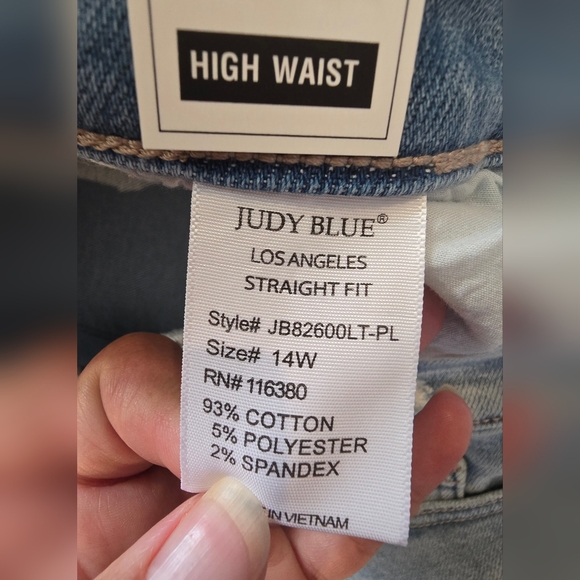 HIGH WAIST
JUDY BLUE®
LOS ANGELES
STRAIGHT FIT
Style# JB82600LT-PL
Size# 14W
RN# 116380
93% COTTON
5% POLYESTER
2% SPANDEX
IN VIETNAM